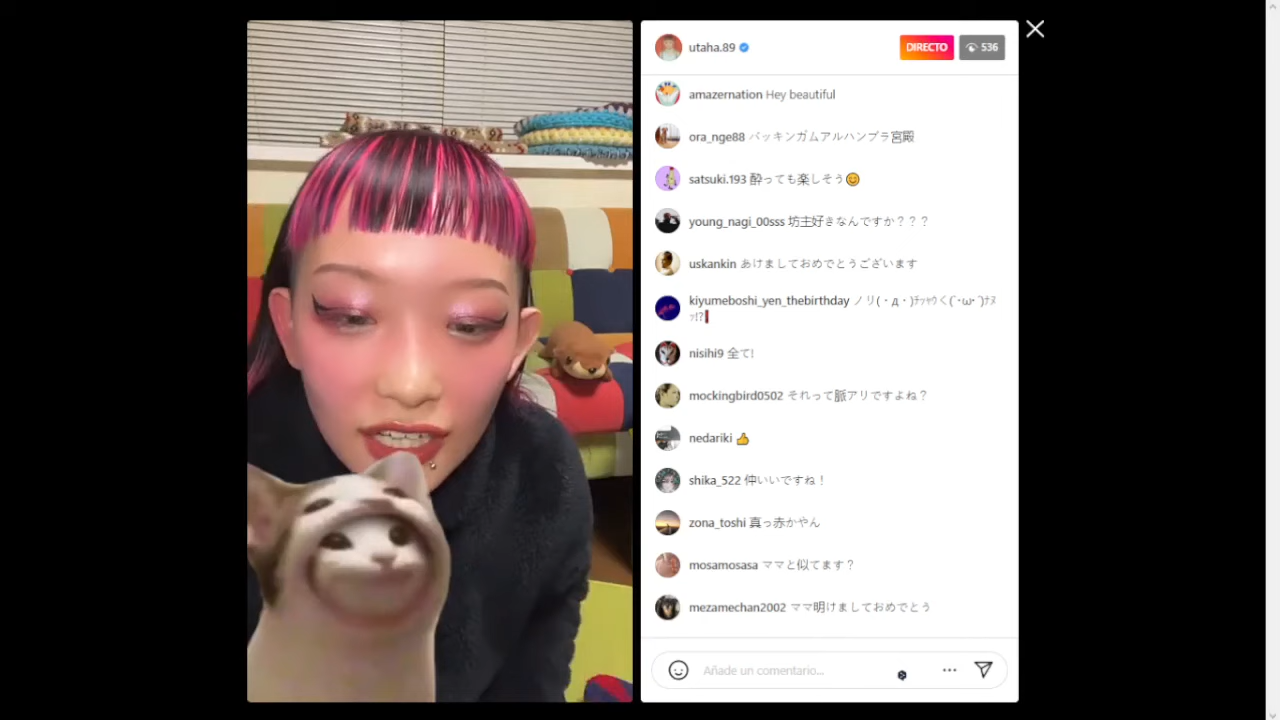 utaha.89
DIRECTO
536
amazernation Hey beautiful
ora_nge88 バッキンガムアルハンブラ宮殿
satsuki.193 酔っても楽しそう😊
young_nagi_00sss 坊主好きなんですか？？？
uskankin あけましておめでとうございます
kiyumeboshi_yen_thebirthday ノリ(・д・)ﾁｯｬｳく(´･ω･`)ﾅﾇ
ｯ!?
nisihi9 全て!
mockingbird0502 それって脈アリですよね？
nedariki 👍
shika_522 仲いいですね！
zona_toshi 真っ赤かやん
mosamosasa ママと似てます？
mezamechan2002 ママ明けましておめでとう
Añade un comentario...